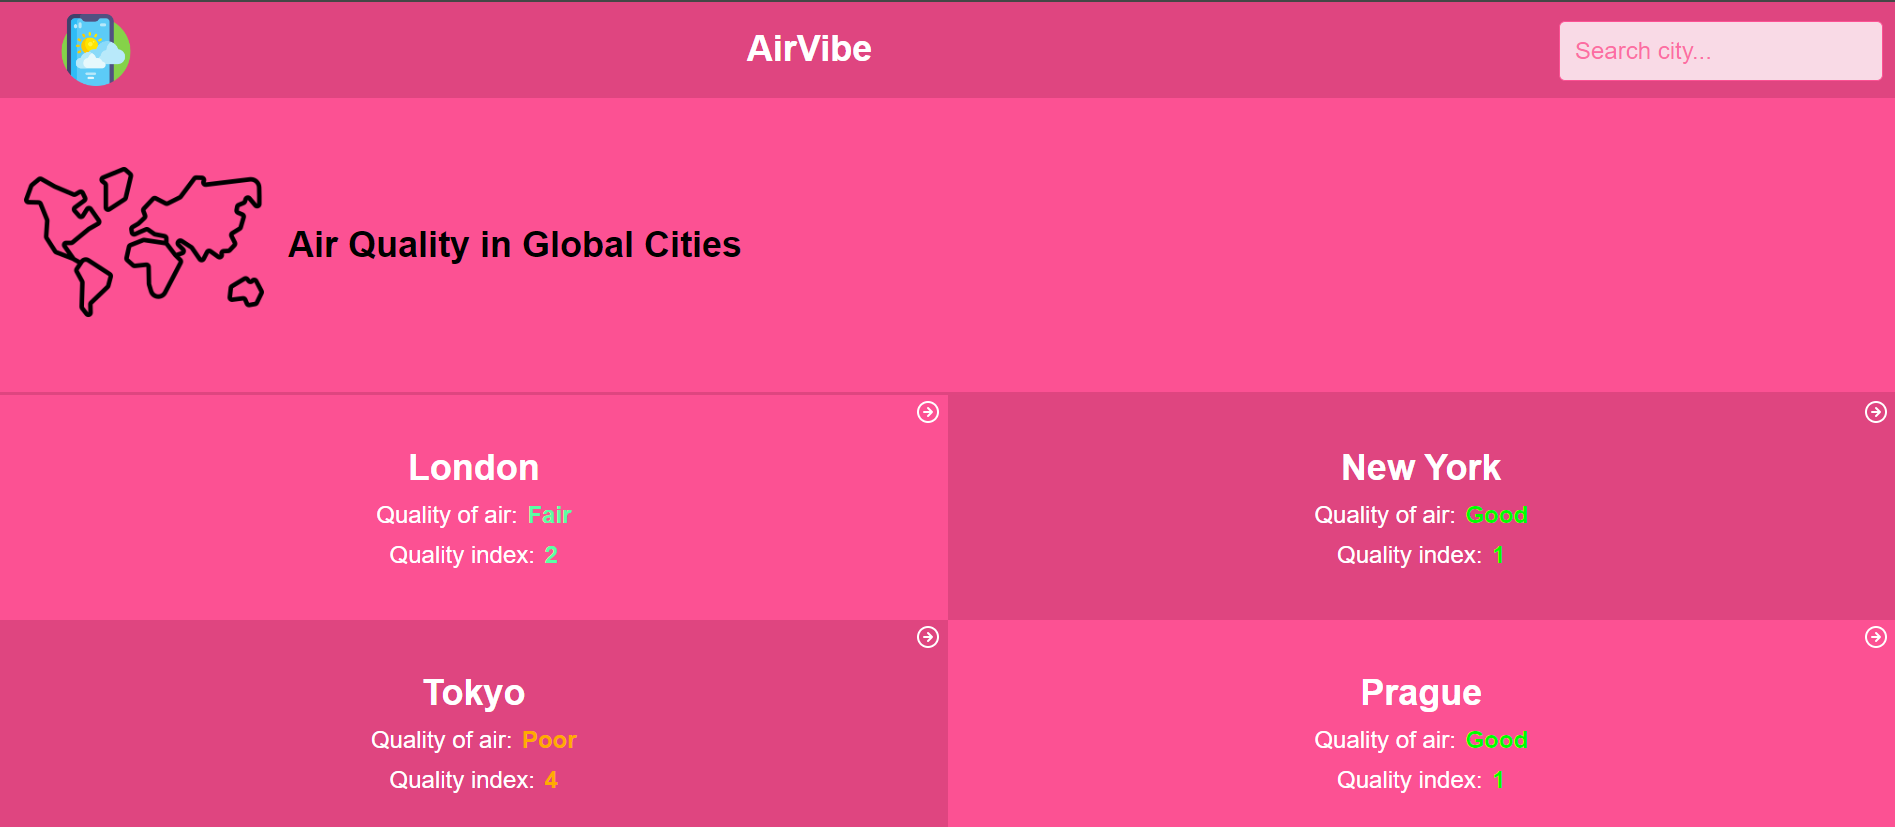 AirVibe
Search city...
Air Quality in Global Cities
London
Quality of air: Fair
Quality index: 2
New York
Quality of air: Good
Quality index: 1
Tokyo
Quality of air: Poor
Quality index: 4
Prague
Quality of air: Good
Quality index: 1